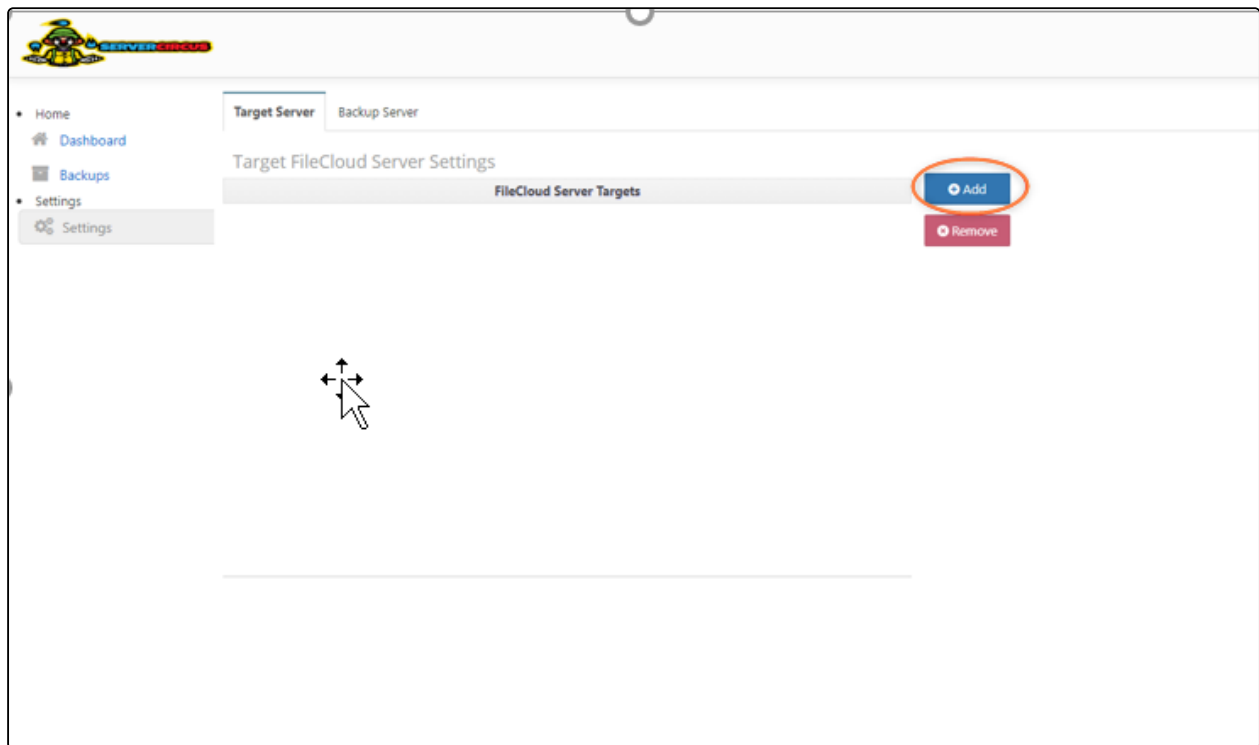 SERVERCIRCUS
Home
Dashboard
Backups
Settings
Settings
Target Server
Backup Server
Target FileCloud Server Settings
FileCloud Server Targets
Add
Remove